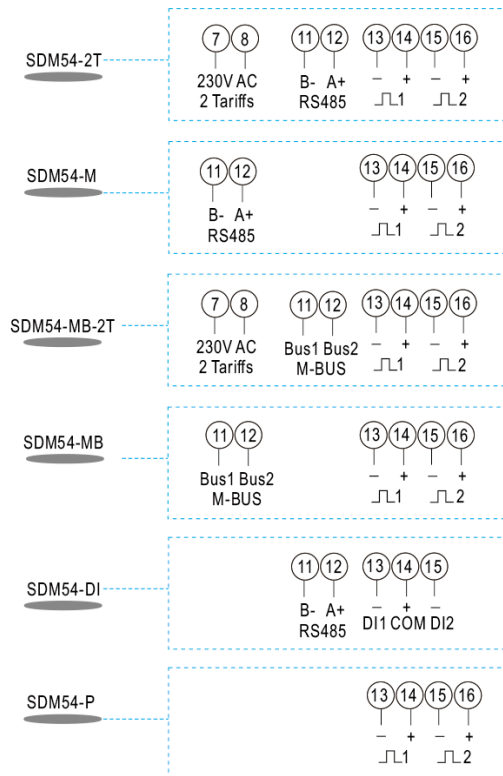 SDM54-2T
7 8 11 12 13 14 15 16
230V AC B- A+ – + – +
2 Tariffs RS485 1 2
SDM54-M
11 12 13 14 15 16
B- A+ – + – +
RS485 1 2
SDM54-MB-2T
7 8 11 12 13 14 15 16
230V AC Bus1 Bus2 – + – +
2 Tariffs M-BUS 1 2
SDM54-MB
11 12 13 14 15 16
Bus1 Bus2 – + – +
M-BUS 1 2
SDM54-DI
11 12 13 14 15
B- A+ – + –
RS485 DI1 COM DI2
SDM54-P
13 14 15 16
– + – +
1 2